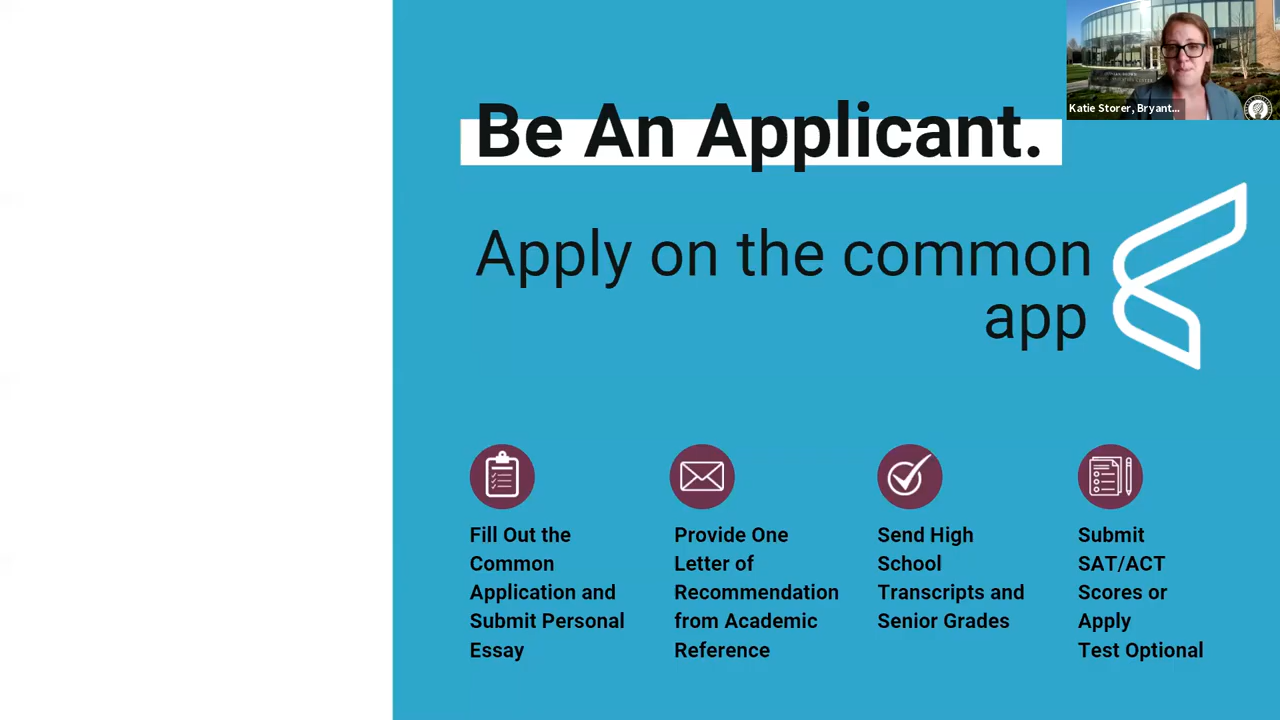 Katie Storer, Bryant...
Be An Applicant.
Apply on the common
app
Fill Out the
Common
Application and
Submit Personal
Essay
Provide One
Letter of
Recommendation
from Academic
Reference
Send High
School
Transcripts and
Senior Grades
Submit
SAT/ACT
Scores or
Apply
Test Optional